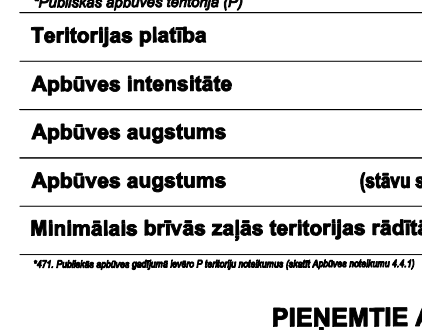 *Publiskās apbūves teritorija (P)
Teritorijas platība
Apbūves intensitāte
Apbūves augstums
Apbūves augstums (stāvu s
Minimālais brīvās zaļās teritorijas rādītā
*471. Publiskās apbūves gadījumā ievēro P teritoriju noteikumus (skatīt Apbūves noteikumu 4.4.1)
PIEŅEMTIE A